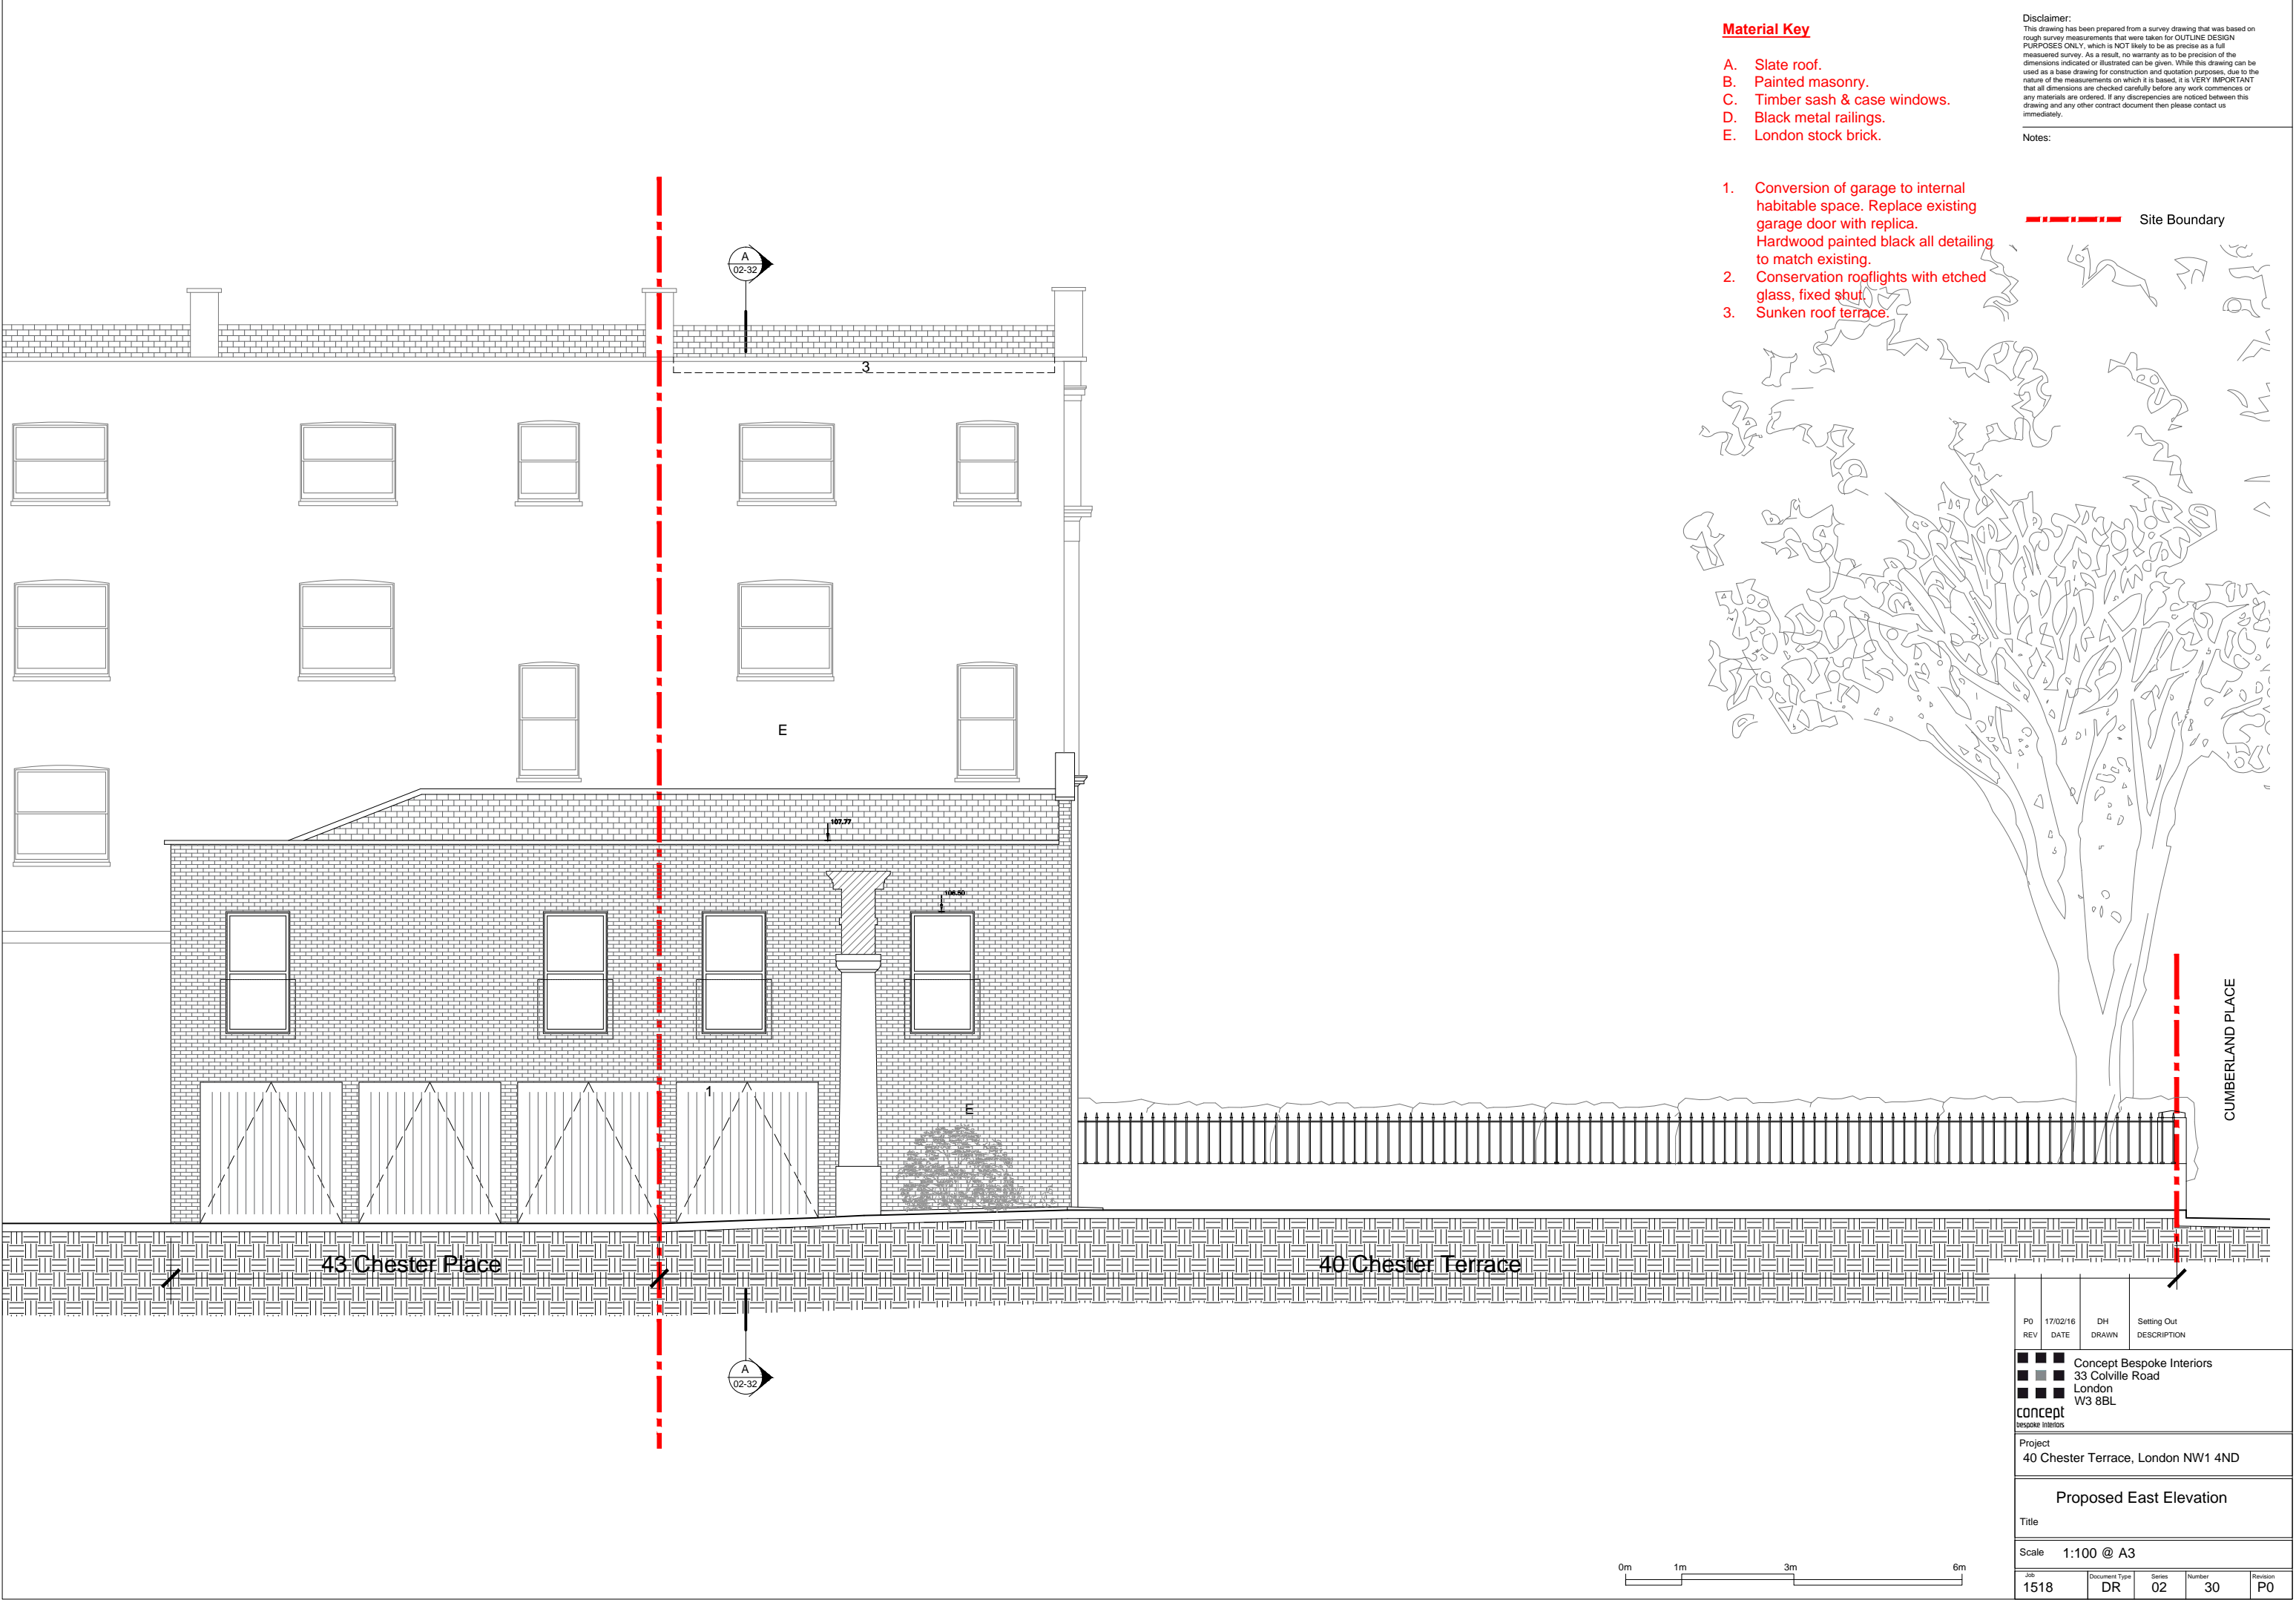 Material Key
A. Slate roof.
B. Painted masonry.
C. Timber sash & case windows.
D. Black metal railings.
E. London stock brick.
1. Conversion of garage to internal
habitable space. Replace existing
garage door with replica.
Hardwood painted black all detailing
to match existing.
2. Conservation rooflights with etched
glass, fixed shut.
3. Sunken roof terrace.
Disclaimer:
This drawing has been prepared from a survey drawing that was based on
rough survey measurements that were taken for OUTLINE DESIGN
PURPOSES ONLY, which is NOT likely to be as precise as a full
measuered survey. As a result, no warranty as to be precision of the
dimensions indicated or illustrated can be given. While this drawing can be
used as a base drawing for construction and quotation purposes, due to the
nature of the measurements on which it is based, it is VERY IMPORTANT
that all dimensions are checked carefully before any work commences or
any materials are ordered. If any discrepancies are noticed between this
drawing and any other contract document then please contact us
immediately.
Notes:
Site Boundary
A
02-32
3
E
107.77
106.50
1
E
CUMBERLAND PLACE
43 Chester Place
40 Chester Terrace
A
02-32
0m 1m 3m 6m
P0 17/02/16 DH Setting Out
REV DATE DRAWN DESCRIPTION
Concept Bespoke Interiors
33 Colville Road
London
W3 8BL
concept
bespoke interiors
Project
40 Chester Terrace, London NW1 4ND
Proposed East Elevation
Title
Scale 1:100 @ A3
Job Document Type Series Number Revision
1518 DR 02 30 P0